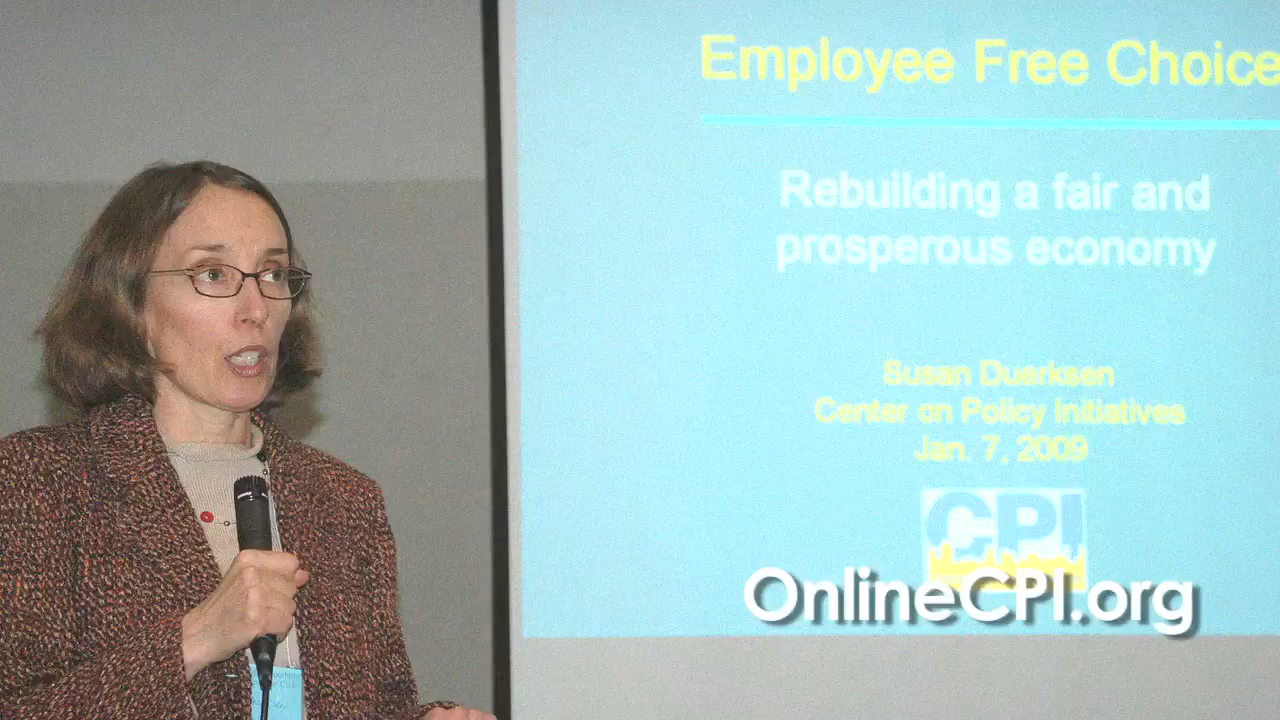 Employee Free Choice
Rebuilding a fair and
prosperous economy
Susan Duerksen
Center on Policy Initiatives
Jan. 7, 2009
CPI
OnlineCPI.org